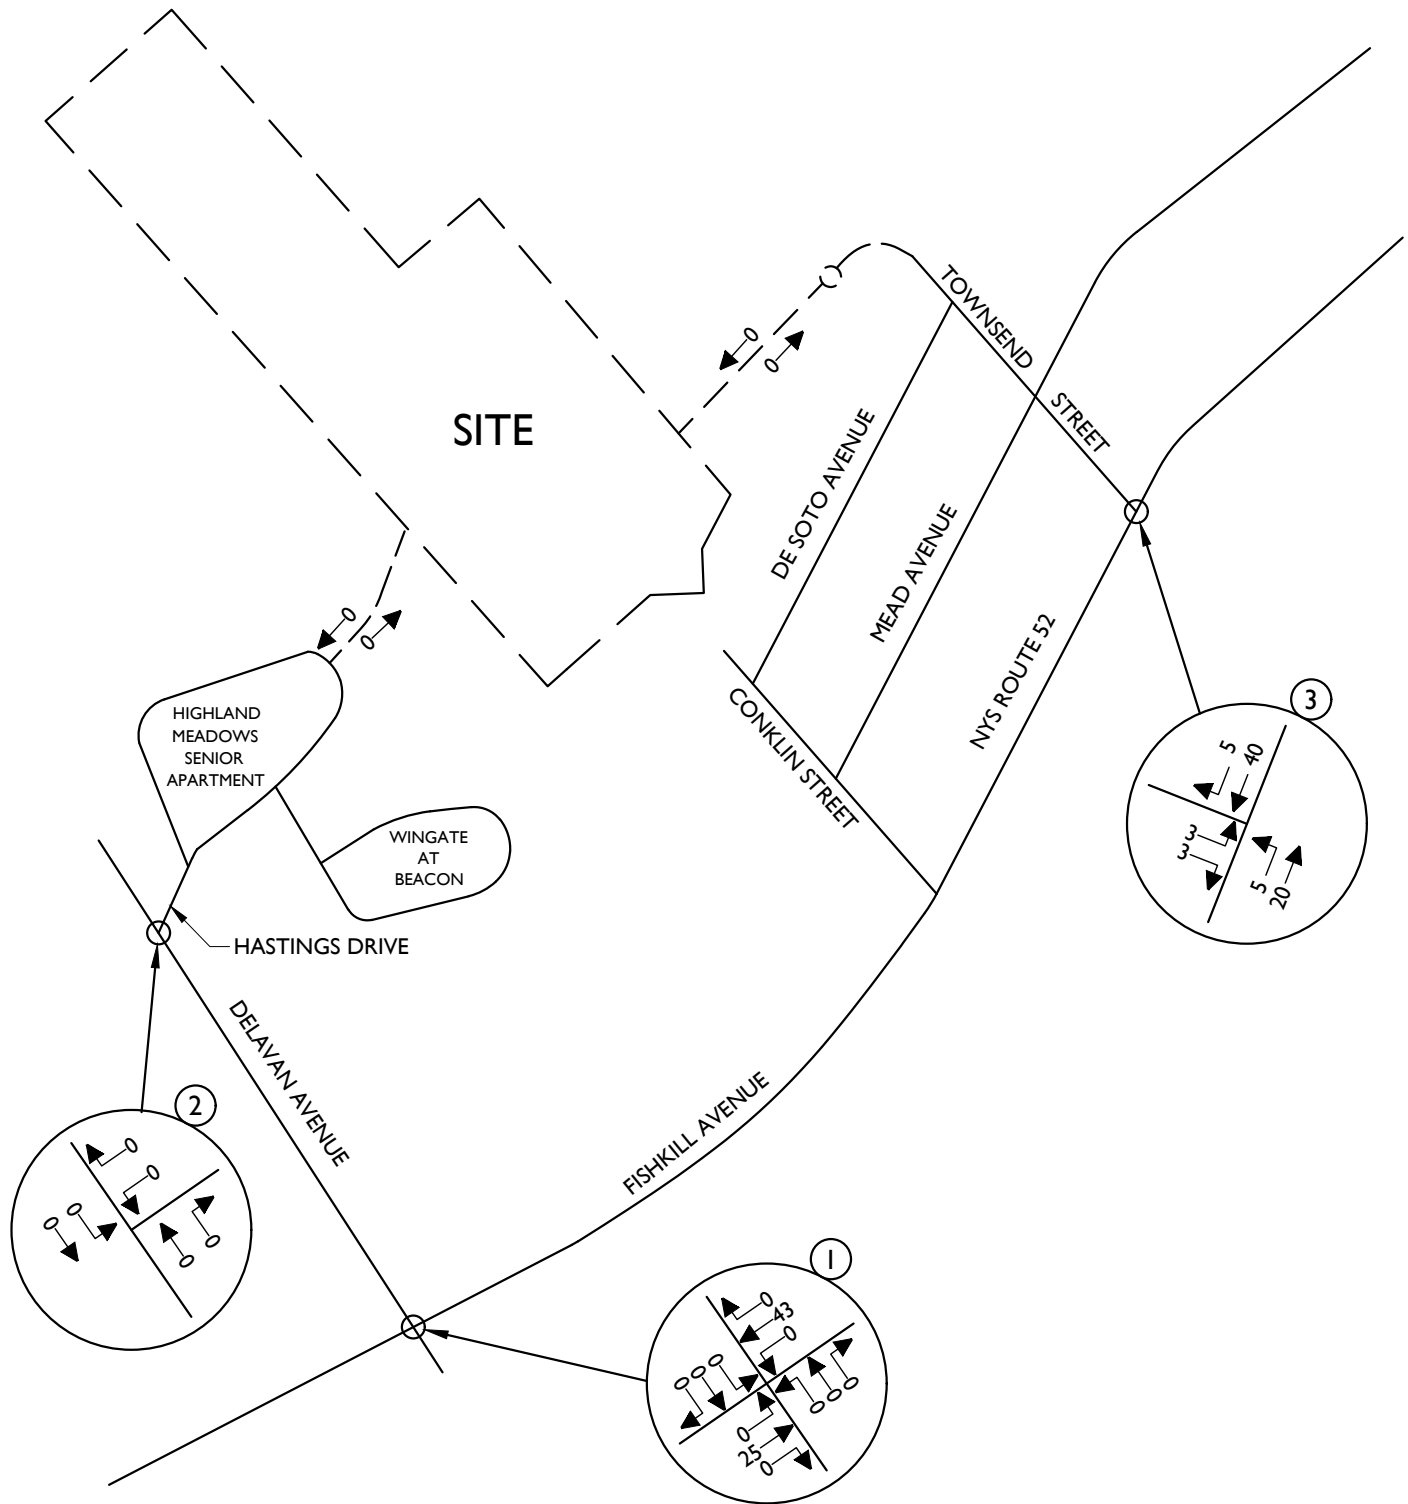 TOWNSEND
STREET
0
0
SITE
DE SOTO AVENUE
MEAD AVENUE
NYS ROUTE 52
CONKLIN STREET
0
0
HIGHLAND
MEADOWS
SENIOR
APARTMENT
WINGATE
AT
BEACON
HASTINGS DRIVE
DELAVAN AVENUE
FISHKILL AVENUE
3
5
40
3
3
5
20
2
0
0
0
0
0
0
1
0
43
0
0
0
0
0
0
0
0
25
0